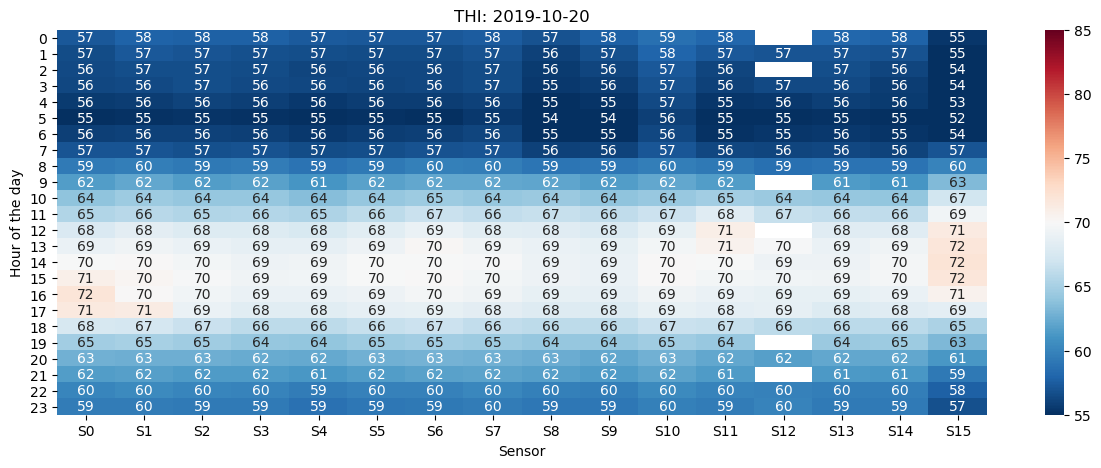 THI: 2019-10-20
Hour of the day
0 57 58 58 58 57 57 57 58 57 58 59 58 58 58 55
1 57 57 57 57 57 57 57 57 56 57 58 57 57 57 57 55
2 56 57 57 57 56 56 56 57 56 56 57 56 57 56 54
3 56 57 57 56 56 56 56 57 55 56 57 56 57 56 56 54
4 56 56 56 56 56 56 56 56 55 55 57 55 56 56 56 53
5 55 55 55 55 55 55 55 55 54 54 56 55 55 55 55 52
6 56 56 56 56 56 56 56 56 55 55 56 55 55 56 55 54
7 57 57 57 57 57 57 57 57 56 56 57 56 56 56 56 57
8 59 60 59 59 59 59 60 60 59 59 60 59 59 59 59 60
9 62 62 62 62 61 62 62 62 62 62 62 62 61 61 63
10 64 64 64 64 64 64 65 64 64 64 64 65 64 64 64 67
11 65 66 65 66 65 66 67 66 67 66 67 68 67 66 66 69
12 68 68 68 68 68 68 69 68 68 68 69 71 68 68 71
13 69 69 69 69 69 69 70 69 69 69 70 71 70 69 69 72
14 70 70 70 69 69 70 70 70 69 69 70 70 69 69 70 72
15 71 70 70 69 69 70 70 70 69 69 70 70 70 69 70 72
16 72 70 70 69 69 69 70 69 69 69 69 69 69 69 69 71
17 71 71 69 68 68 68 69 68 68 68 69 68 69 68 68 69
18 68 67 67 66 66 66 67 66 66 66 67 67 66 66 66 65
19 65 65 65 64 64 65 65 65 64 64 65 64 64 65 63
20 63 63 63 62 62 63 63 63 63 62 63 62 62 62 62 61
21 62 62 62 62 61 62 62 62 62 62 62 61 61 61 59
22 60 60 60 60 59 60 60 60 60 60 60 60 60 60 60 58
23 59 60 59 59 59 59 59 60 59 59 60 59 60 59 59 57
S0 S1 S2 S3 S4 S5 S6 S7 S8 S9 S10 S11 S12 S13 S14 S15
Sensor
85
80
75
70
65
60
55